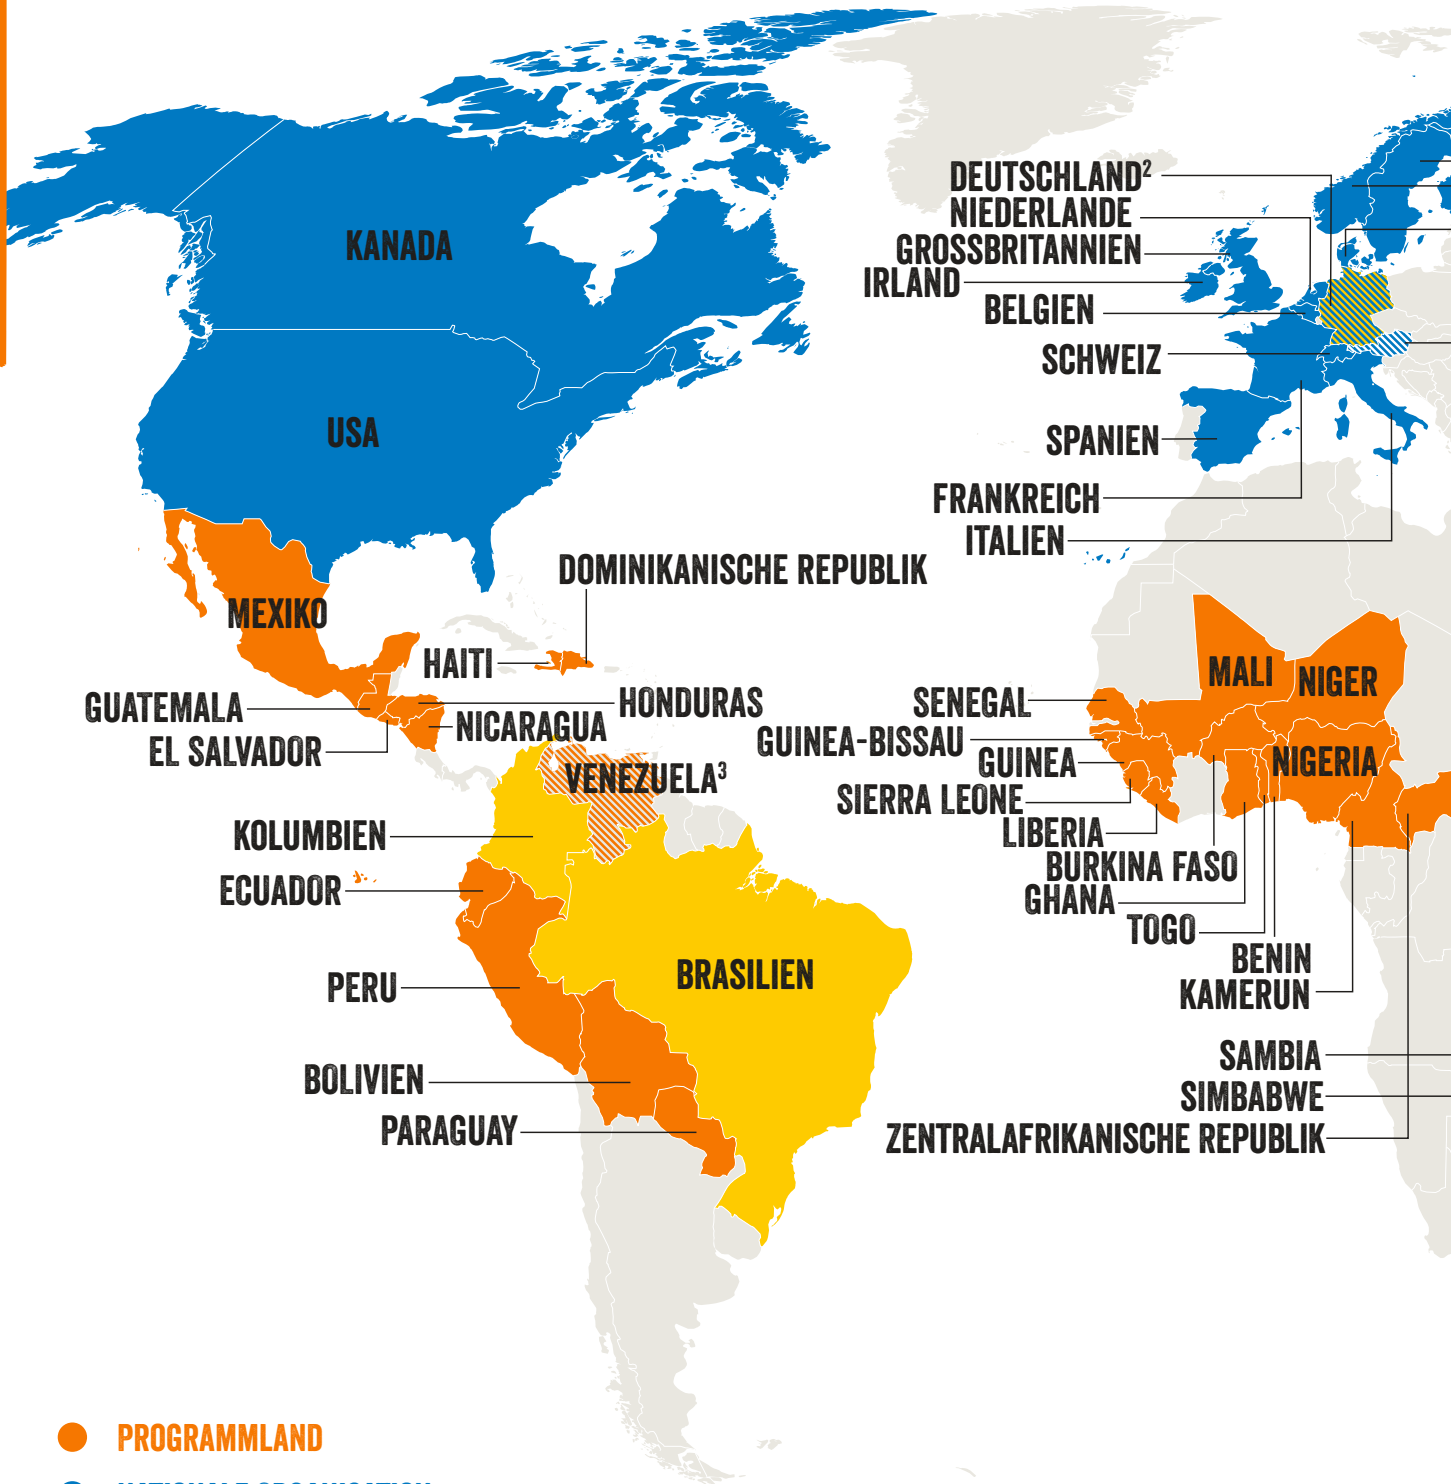 DEUTSCHLAND²
NIEDERLANDE
GROSSBRITANNIEN
IRLAND
BELGIEN
SCHWEIZ
SPANIEN
FRANKREICH
ITALIEN
KANADA
USA
MEXIKO
DOMINIKANISCHE REPUBLIK
HAITI
GUATEMALA
HONDURAS
EL SALVADOR
NICARAGUA
VENEZUELA³
KOLUMBIEN
ECUADOR
BRASILIEN
PERU
BOLIVIEN
PARAGUAY
MALI
NIGER
SENEGAL
GUINEA-BISSAU
NIGERIA
GUINEA
SIERRA LEONE
LIBERIA
BURKINA FASO
GHANA
TOGO
BENIN
KAMERUN
SAMBIA
SIMBABWE
ZENTRALAFRIKANISCHE REPUBLIK
PROGRAMMLAND
NATIONALE ORGANISATION